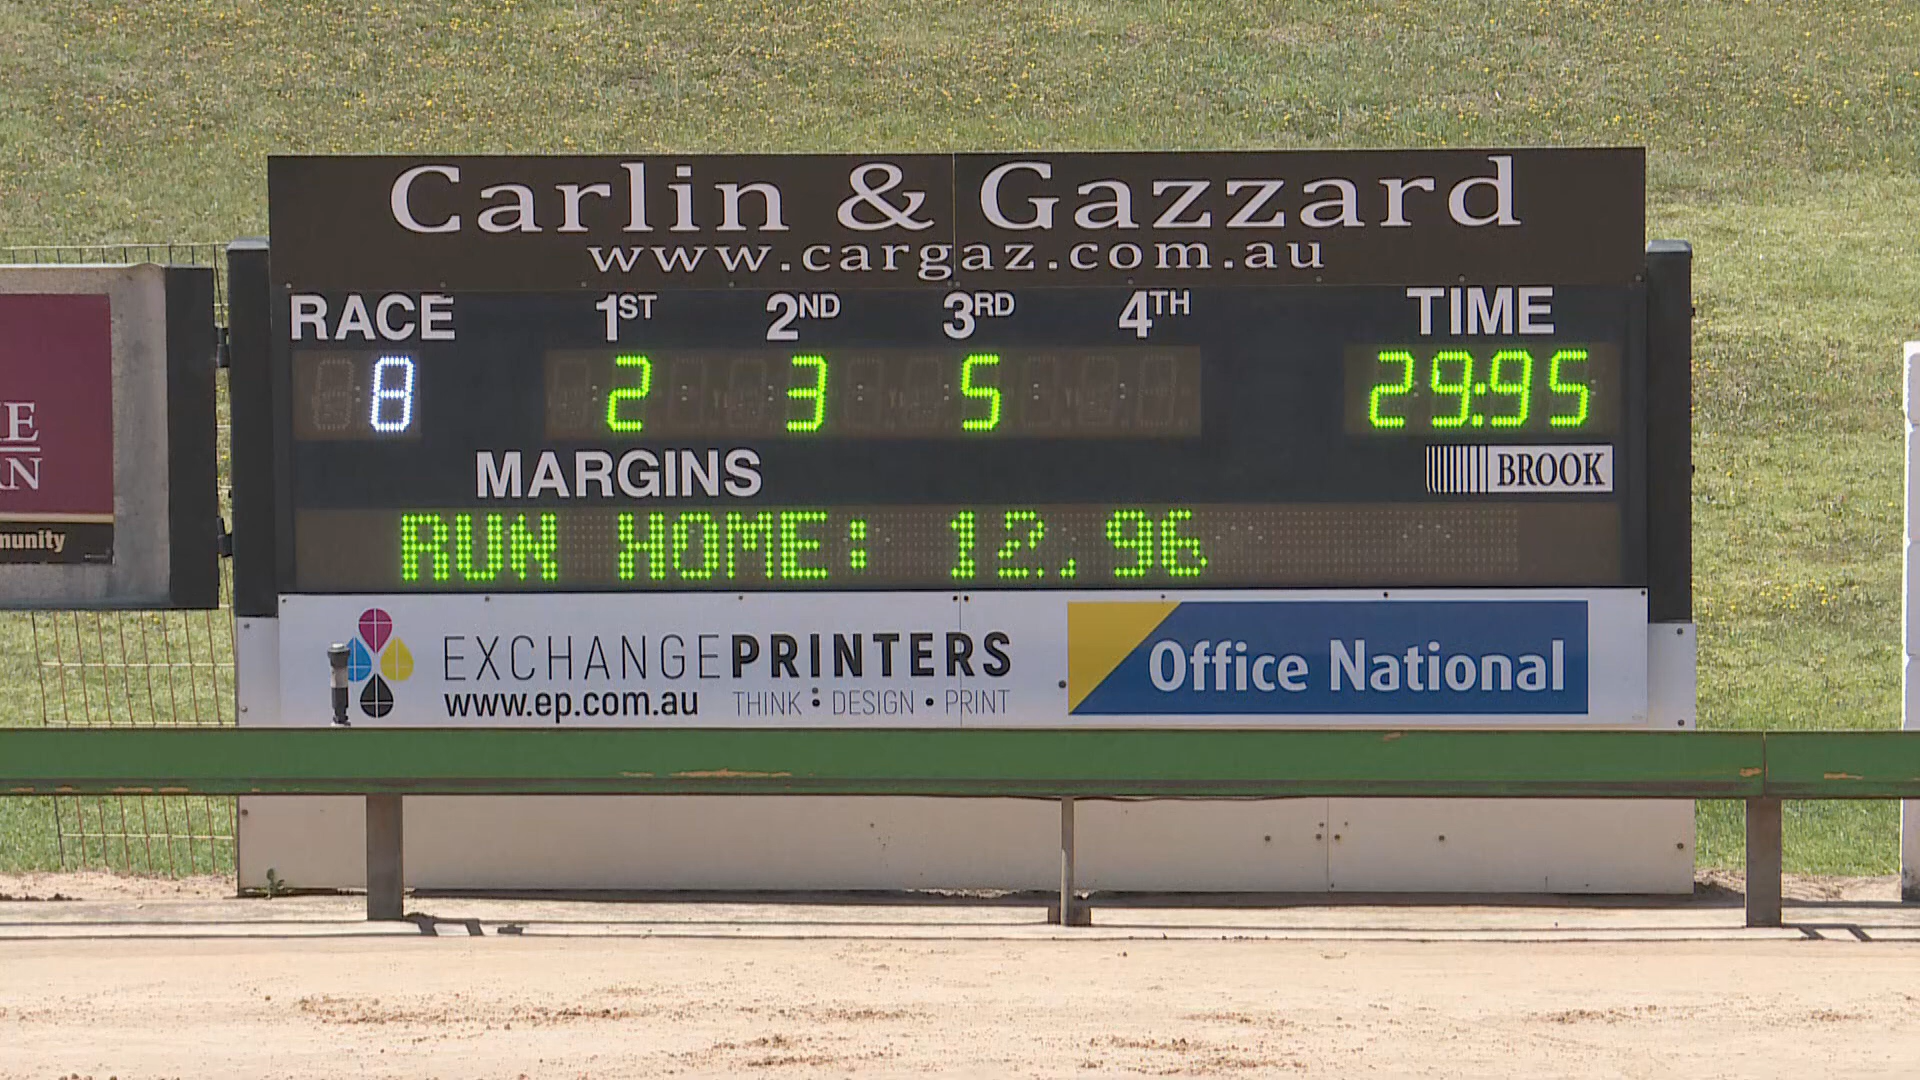 Carlin & Gazzard
www.cargaz.com.au
RACE 1ST 2ND 3RD 4TH TIME
8 2 3 5 29:95
MARGINS
BROOK
RUN HOME: 12.96
EXCHANGEPRINTERS
www.ep.com.au THINK • DESIGN • PRINT
Office National